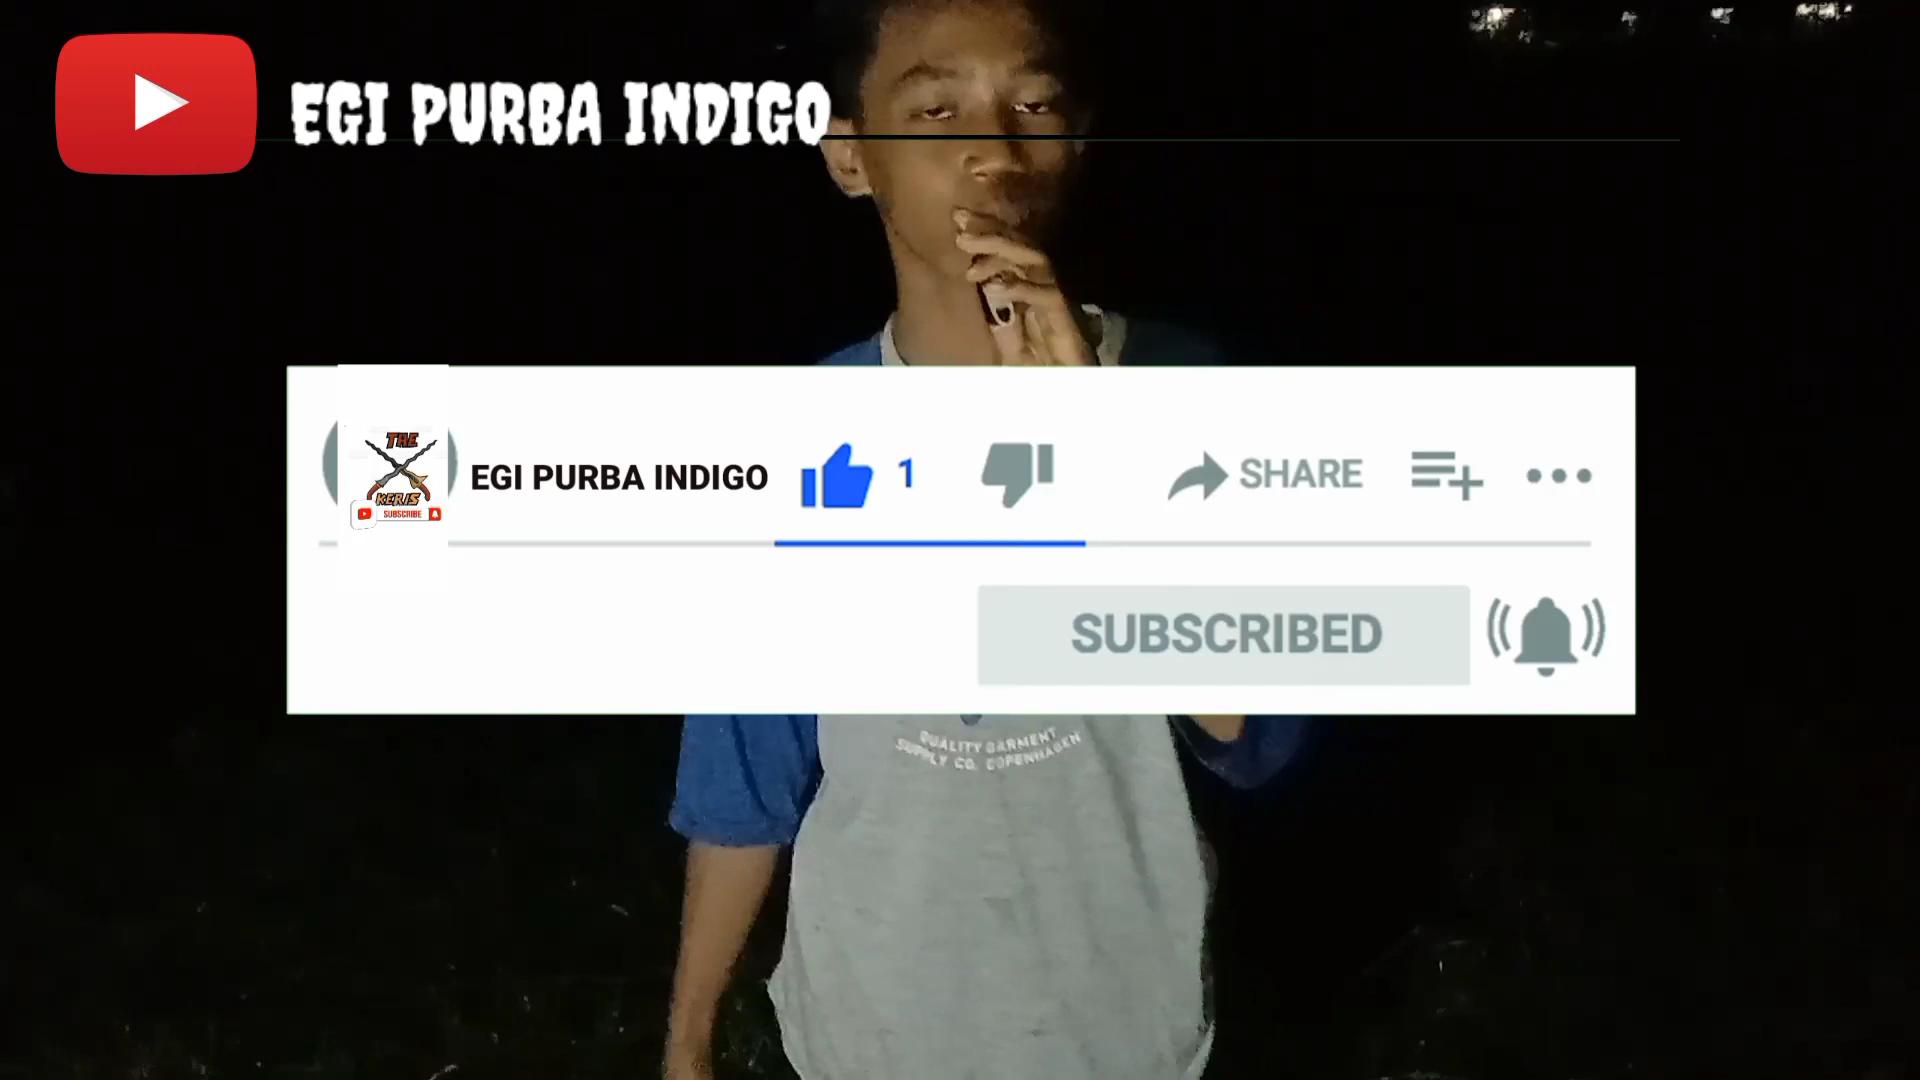 EGI PURBA INDIGO
THE
KERIS
SUBSCRIBE
EGI PURBA INDIGO
1
SHARE
SUBSCRIBED
QUALITY GARMENT
SUPPLY CO. COPENHAGEN